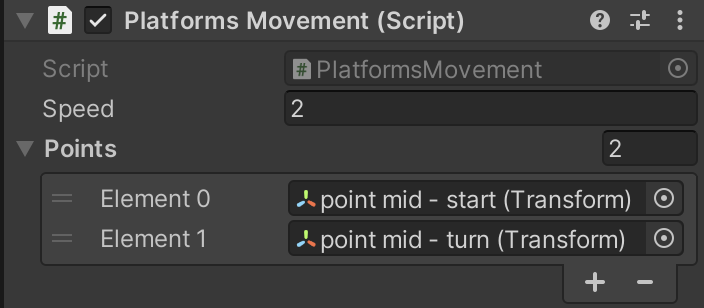 Platforms Movement (Script)
Script PlatformsMovement
Speed 2
Points 2
Element 0 point mid - start (Transform)
Element 1 point mid - turn (Transform)